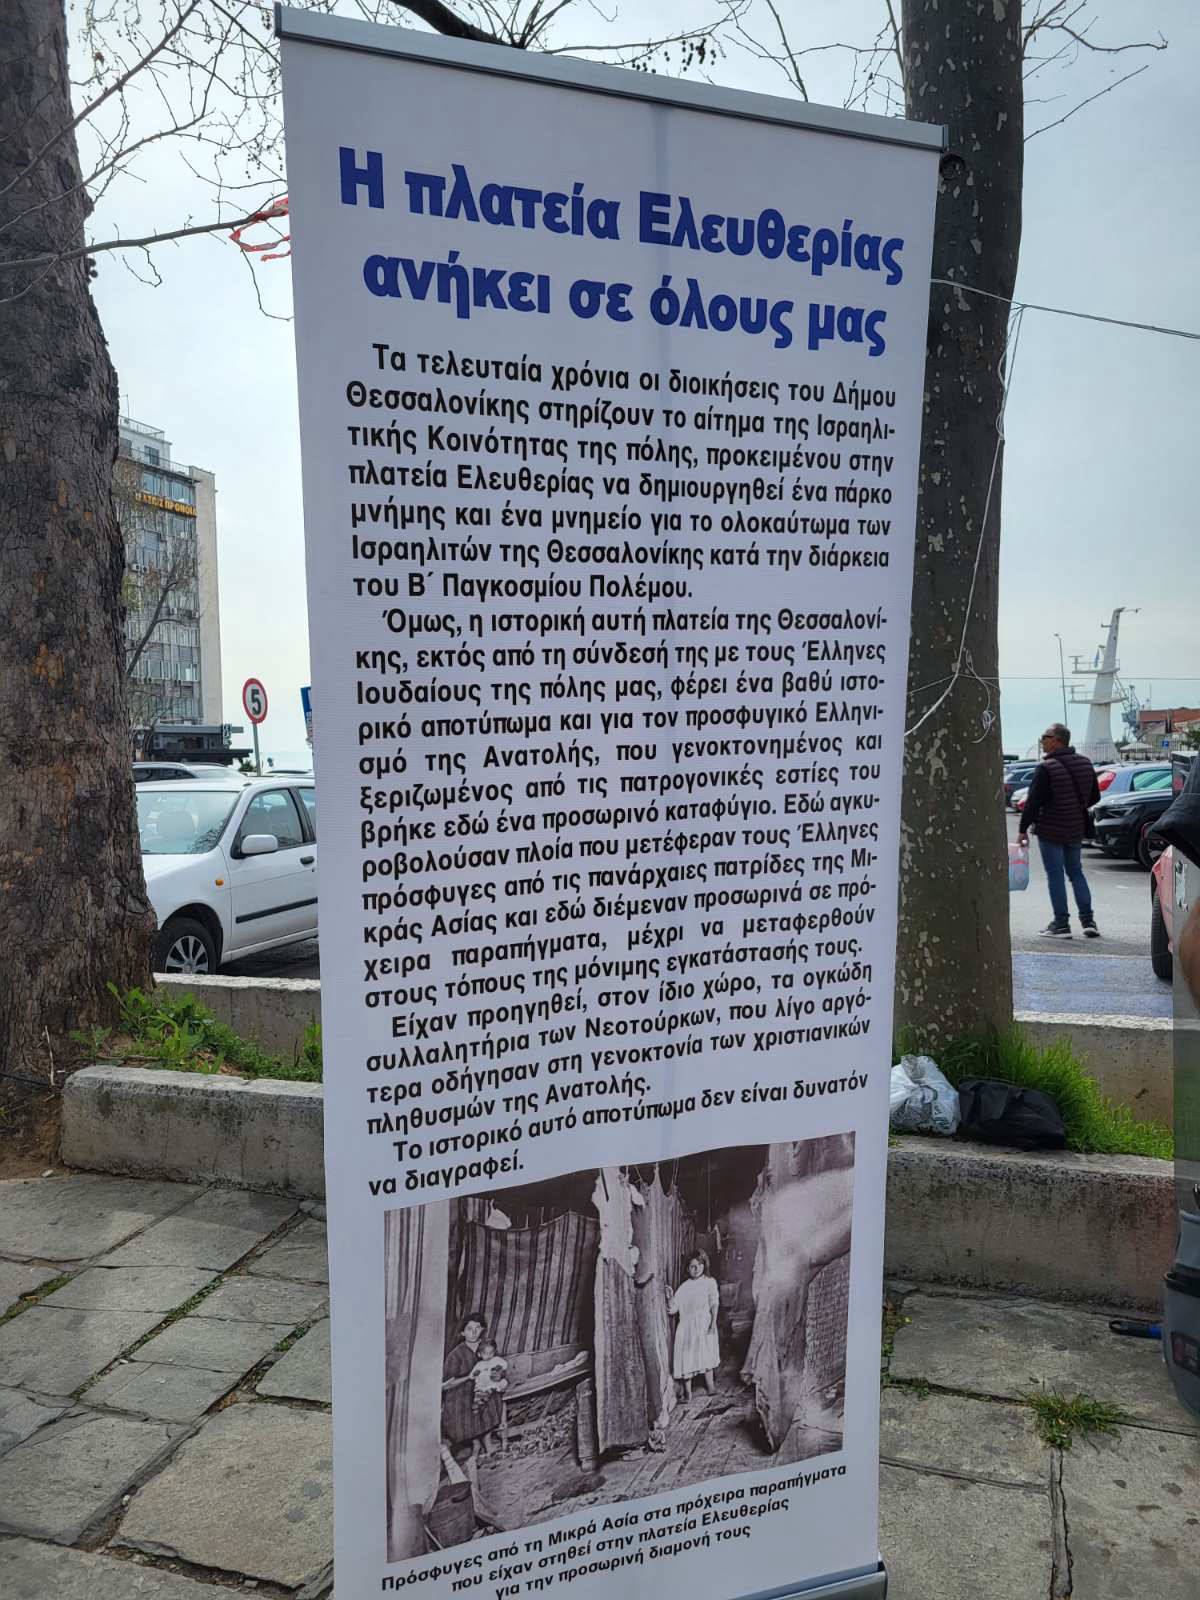 Η πλατεία Ελευθερίας
ανήκει σε όλους μας
Τα τελευταία χρόνια οι διοικήσεις του Δήμου
Θεσσαλονίκης στηρίζουν το αίτημα της Ισραηλι-
τικής Κοινότητας της πόλης, προκειμένου στην
πλατεία Ελευθερίας να δημιουργηθεί ένα πάρκο
μνήμης και ένα μνημείο για το ολοκαύτωμα των
Ισραηλιτών της Θεσσαλονίκης κατά την διάρκεια
του Β΄ Παγκοσμίου Πολέμου.
Όμως, η ιστορική αυτή πλατεία της Θεσσαλονί-
κης, εκτός από τη σύνδεσή της με τους Έλληνες
Ιουδαίους της πόλης μας, φέρει ένα βαθύ ιστο-
ρικό αποτύπωμα και για τον προσφυγικό Ελληνι-
σμό της Ανατολής, που γενοκτονημένος και
ξεριζωμένος από τις πατρογονικές εστίες του
βρήκε εδώ ένα προσωρινό καταφύγιο. Εδώ αγκυ-
ροβολούσαν πλοία που μετέφεραν τους Έλληνες
πρόσφυγες από τις πανάρχαιες πατρίδες της Μι-
κράς Ασίας και εδώ διέμεναν προσωρινά σε πρό-
χειρα παραπήγματα, μέχρι να μεταφερθούν
στους τόπους της μόνιμης εγκατάστασής τους.
Είχαν προηγηθεί, στον ίδιο χώρο, τα ογκώδη
συλλαλητήρια των Νεοτούρκων, που λίγο αργό-
τερα οδήγησαν στη γενοκτονία των χριστιανικών
πληθυσμών της Ανατολής.
Το ιστορικό αυτό αποτύπωμα δεν είναι δυνατόν
να διαγραφεί.
Πρόσφυγες από τη Μικρά Ασία στα πρόχειρα παραπήγματα
που είχαν στηθεί στην πλατεία Ελευθερίας
για την προσωρινή διαμονή τους
5
ΠΡΟΝΟΙΑ